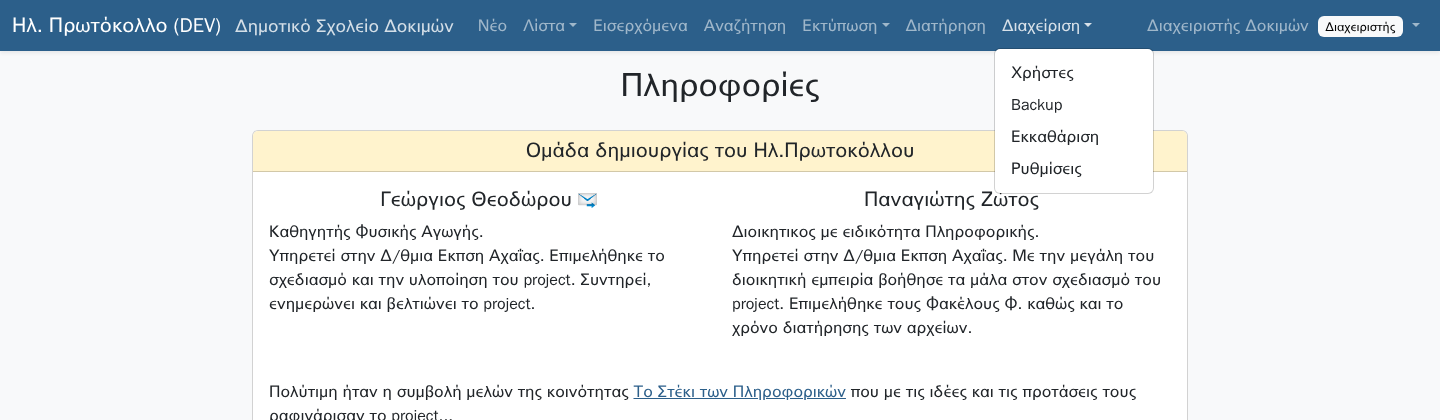 Ηλ. Πρωτόκολλο (DEV) Δημοτικό Σχολείο Δοκιμών Νέο Λίστα Εισερχόμενα Αναζήτηση Εκτύπωση Διατήρηση Διαχείριση Διαχειριστής Δοκιμών Διαχειριστής
Χρήστες
Backup
Εκκαθάριση
Ρυθμίσεις
Πληροφορίες
Ομάδα δημιουργίας του Ηλ.Πρωτοκόλλου
Γεώργιος Θεοδώρου
Καθηγητής Φυσικής Αγωγής.
Υπηρετεί στην Δ/θμια Εκπση Αχαΐας. Επιμελήθηκε το
σχεδιασμό και την υλοποίηση του project. Συντηρεί,
ενημερώνει και βελτιώνει το project.
Παναγιώτης Ζώτος
Διοικητικος με ειδικότητα Πληροφορικής.
Υπηρετεί στην Δ/θμια Εκπση Αχαΐας. Με την μεγάλη του
διοικητική εμπειρία βοήθησε τα μάλα στον σχεδιασμό του
project. Επιμελήθηκε τους Φακέλους Φ. καθώς και το
χρόνο διατήρησης των αρχείων.
Πολύτιμη ήταν η συμβολή μελών της κοινότητας Το Στέκι των Πληροφορικών που με τις ιδέες και τις προτάσεις τους
ραφινάρισαν το project...